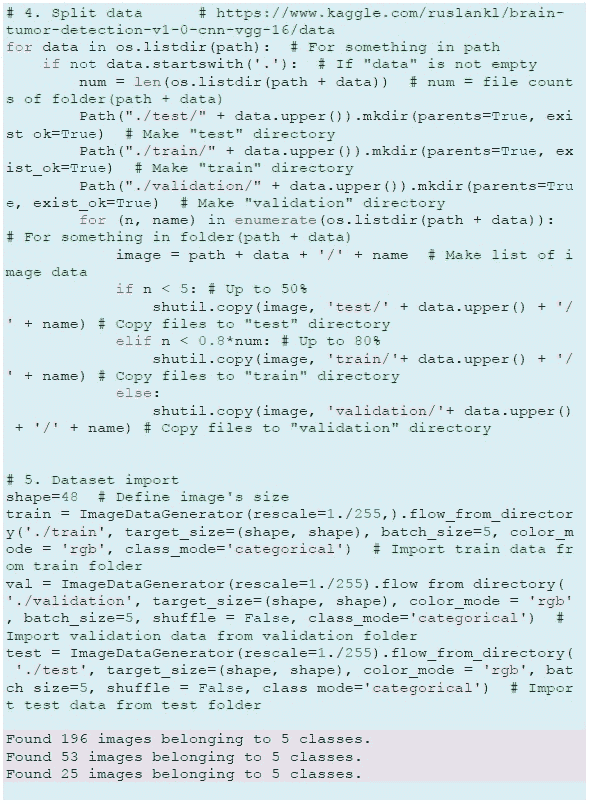 # 4. Split data      # https://www.kaggle.com/ruslankl/brain-
tumor-detection-v1-0-cnn-vgg-16/data
for data in os.listdir(path):  # For something in path
    if not data.startswith('.'):  # If "data" is not empty
        num = len(os.listdir(path + data))  # num = file count
s of folder(path + data)
        Path("./test/" + data.upper()).mkdir(parents=True, exi
st ok=True)  # Make "test" directory
        Path("./train/" + data.upper()).mkdir(parents=True, ex
ist_ok=True)  # Make "train" directory
        Path("./validation/" + data.upper()).mkdir(parents=Tru
e, exist_ok=True)  # Make "validation" directory
        for (n, name) in enumerate(os.listdir(path + data)):
# For something in folder(path + data)
            image = path + data + '/' + name  # Make list of i
mage data
            if n < 5: # Up to 50%
                shutil.copy(image, 'test/' + data.upper() + '/
' + name) # Copy files to "test" directory
            elif n < 0.8*num: # Up to 80%
                shutil.copy(image, 'train/'+ data.upper() + '/
' + name) # Copy files to "train" directory
            else:
                shutil.copy(image, 'validation/'+ data.upper()
 + '/' + name) # Copy files to "validation" directory
# 5. Dataset import
shape=48  # Define image's size
train = ImageDataGenerator(rescale=1./255,).flow_from_director
y('./train', target_size=(shape, shape), batch_size=5, color_m
ode = 'rgb', class_mode='categorical')  # Import train data fr
om train folder
val = ImageDataGenerator(rescale=1./255).flow from directory(
'./validation', target_size=(shape, shape), color_mode = 'rgb'
, batch_size=5, shuffle = False, class_mode='categorical')  #
Import validation data from validation folder
test = ImageDataGenerator(rescale=1./255).flow_from_directory(
 './test', target_size=(shape, shape), color_mode = 'rgb', bat
ch size=5, shuffle = False, class mode='categorical')  # Impor
t test data from test folder
Found 196 images belonging to 5 classes.
Found 53 images belonging to 5 classes.
Found 25 images belonging to 5 classes.